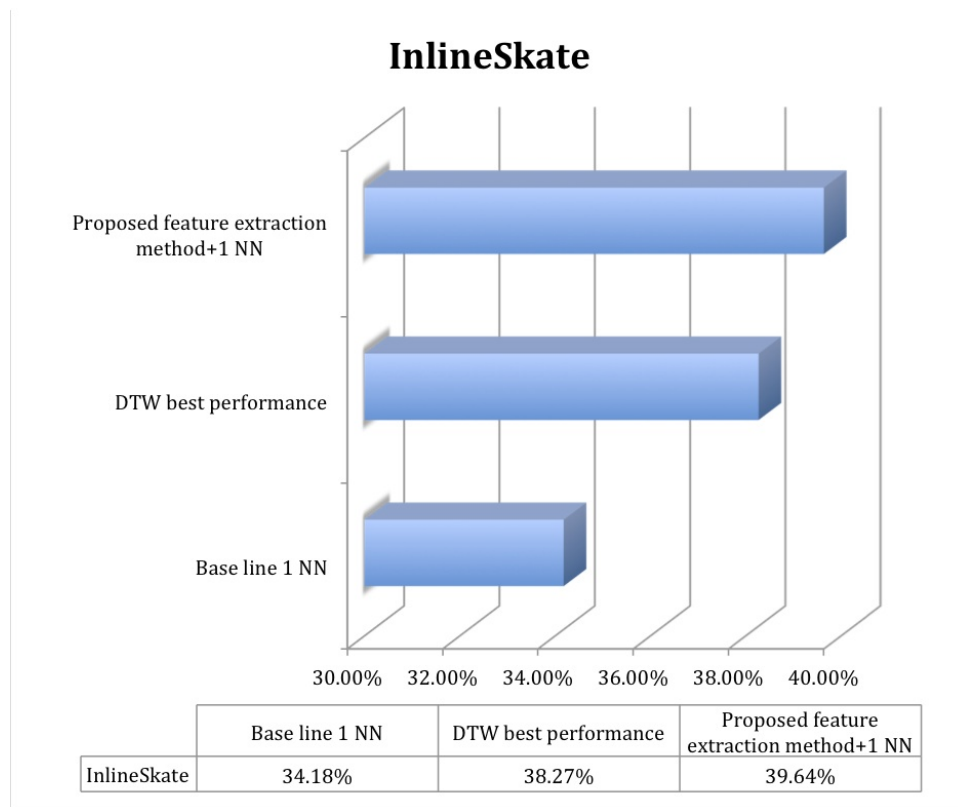 InlineSkate
Proposed feature extraction
method+1 NN
DTW best performance
Base line 1 NN
30.00% 32.00% 34.00% 36.00% 38.00% 40.00%
Base line 1 NN DTW best performance Proposed feature
extraction method+1 NN
InlineSkate 34.18% 38.27% 39.64%